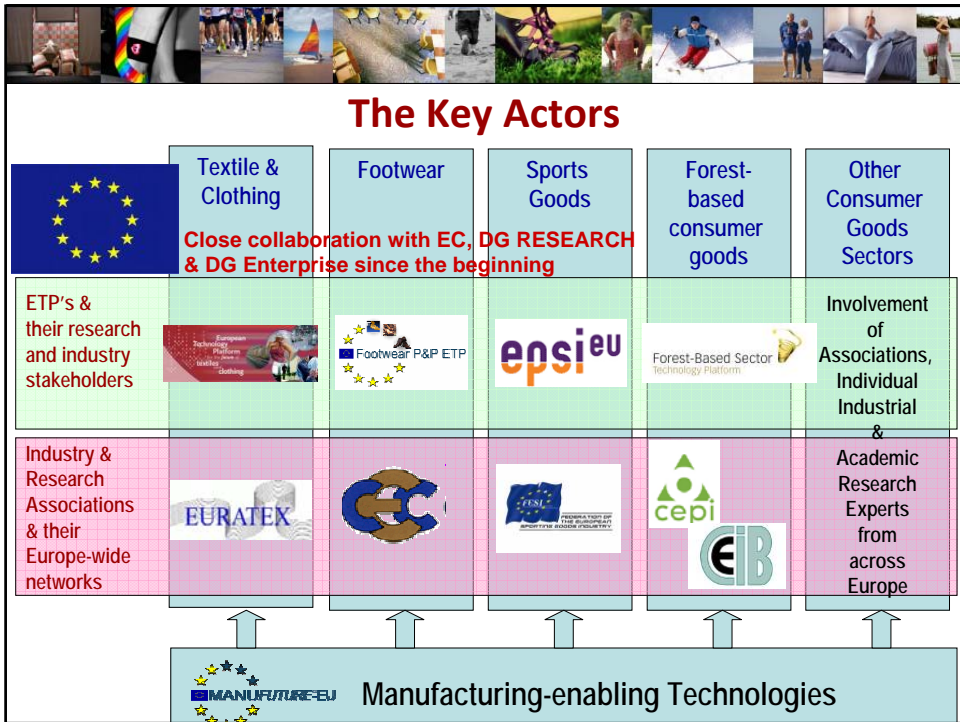 The Key Actors
Textile &
Clothing
Footwear
Sports
Goods
Forest-
based
consumer
goods
Other
Consumer
Goods
Sectors
Close collaboration with EC, DG RESEARCH
& DG Enterprise since the beginning
ETP's &
their research
and industry
stakeholders
European
Technology
Platform
textiles
clothing
Footwear P&P ETP
epsi eu
Forest-Based Sector
Technology Platform
Involvement
of
Associations,
Individual
Industrial
&
Academic
Research
Experts
from
across
Europe
Industry &
Research
Associations
& their
Europe-wide
networks
EURATEX
CEC
FESI
FEDERATION OF
THE EUROPEAN
SPORTING GOODS INDUSTRY
cepi
CEIB
MANUFUTURE-EU
Manufacturing-enabling Technologies